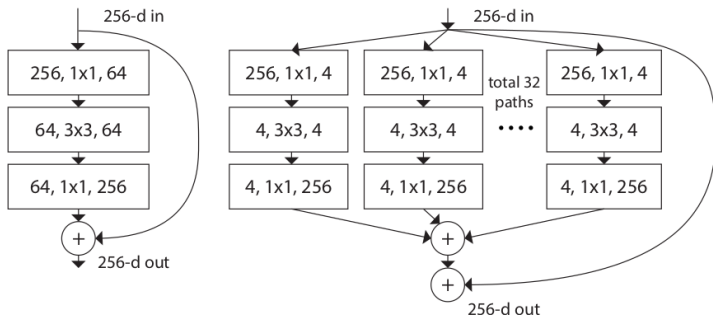 256-d in
256, 1x1, 64
64, 3x3, 64
64, 1x1, 256
+
256-d out
256-d in
256, 1x1, 4
256, 1x1, 4
256, 1x1, 4
total 32
paths
4, 3x3, 4
4, 3x3, 4
....
4, 3x3, 4
4, 1x1, 256
4, 1x1, 256
4, 1x1, 256
+
+
256-d out